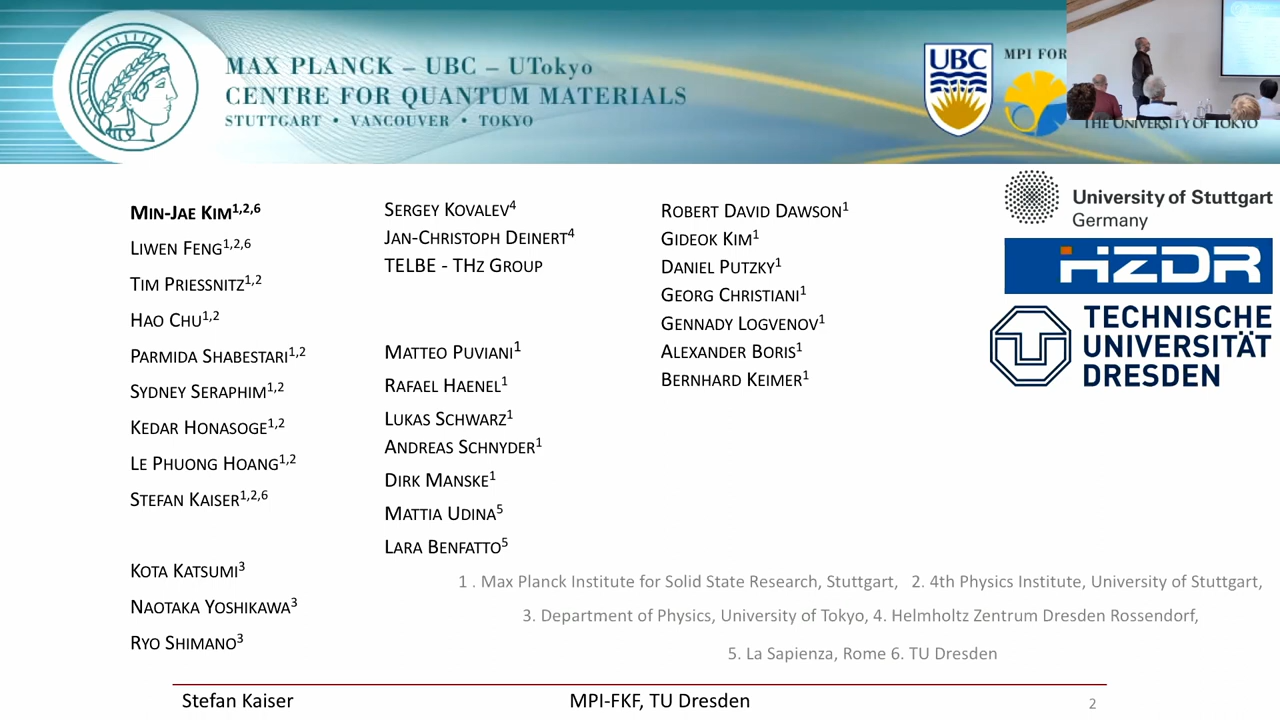 MAX PLANCK – UBC – UTokyo
CENTRE FOR QUANTUM MATERIALS
STUTTGART • VANCOUVER • TOKYO
UBC
MPI FOR
THE UNIVERSITY OF TOKYO
University of Stuttgart
Germany
HZDR
TECHNISCHE
UNIVERSITÄT
DRESDEN
MIN-JAE KIM1,2,6
LIWEN FENG1,2,6
TIM PRIESSNITZ1,2
HAO CHU1,2
PARMIDA SHABESTARI1,2
SYDNEY SERAPHIM1,2
KEDAR HONASOGE1,2
LE PHUONG HOANG1,2
STEFAN KAISER1,2,6
KOTA KATSUMI3
NAOTAKA YOSHIKAWA3
RYO SHIMANO3
SERGEY KOVALEV4
JAN-CHRISTOPH DEINERT4
TELBE - THZ GROUP
MATTEO PUVIANI1
RAFAEL HAENEL1
LUKAS SCHWARZ1
ANDREAS SCHNYDER1
DIRK MANSKE1
MATTIA UDINA5
LARA BENFATTO5
ROBERT DAVID DAWSON1
GIDEOK KIM1
DANIEL PUTZKY1
GEORG CHRISTIANI1
GENNADY LOGVENOV1
ALEXANDER BORIS1
BERNHARD KEIMER1
1 . Max Planck Institute for Solid State Research, Stuttgart, 2. 4th Physics Institute, University of Stuttgart,
3. Department of Physics, University of Tokyo, 4. Helmholtz Zentrum Dresden Rossendorf,
5. La Sapienza, Rome 6. TU Dresden
Stefan Kaiser
MPI-FKF, TU Dresden
2